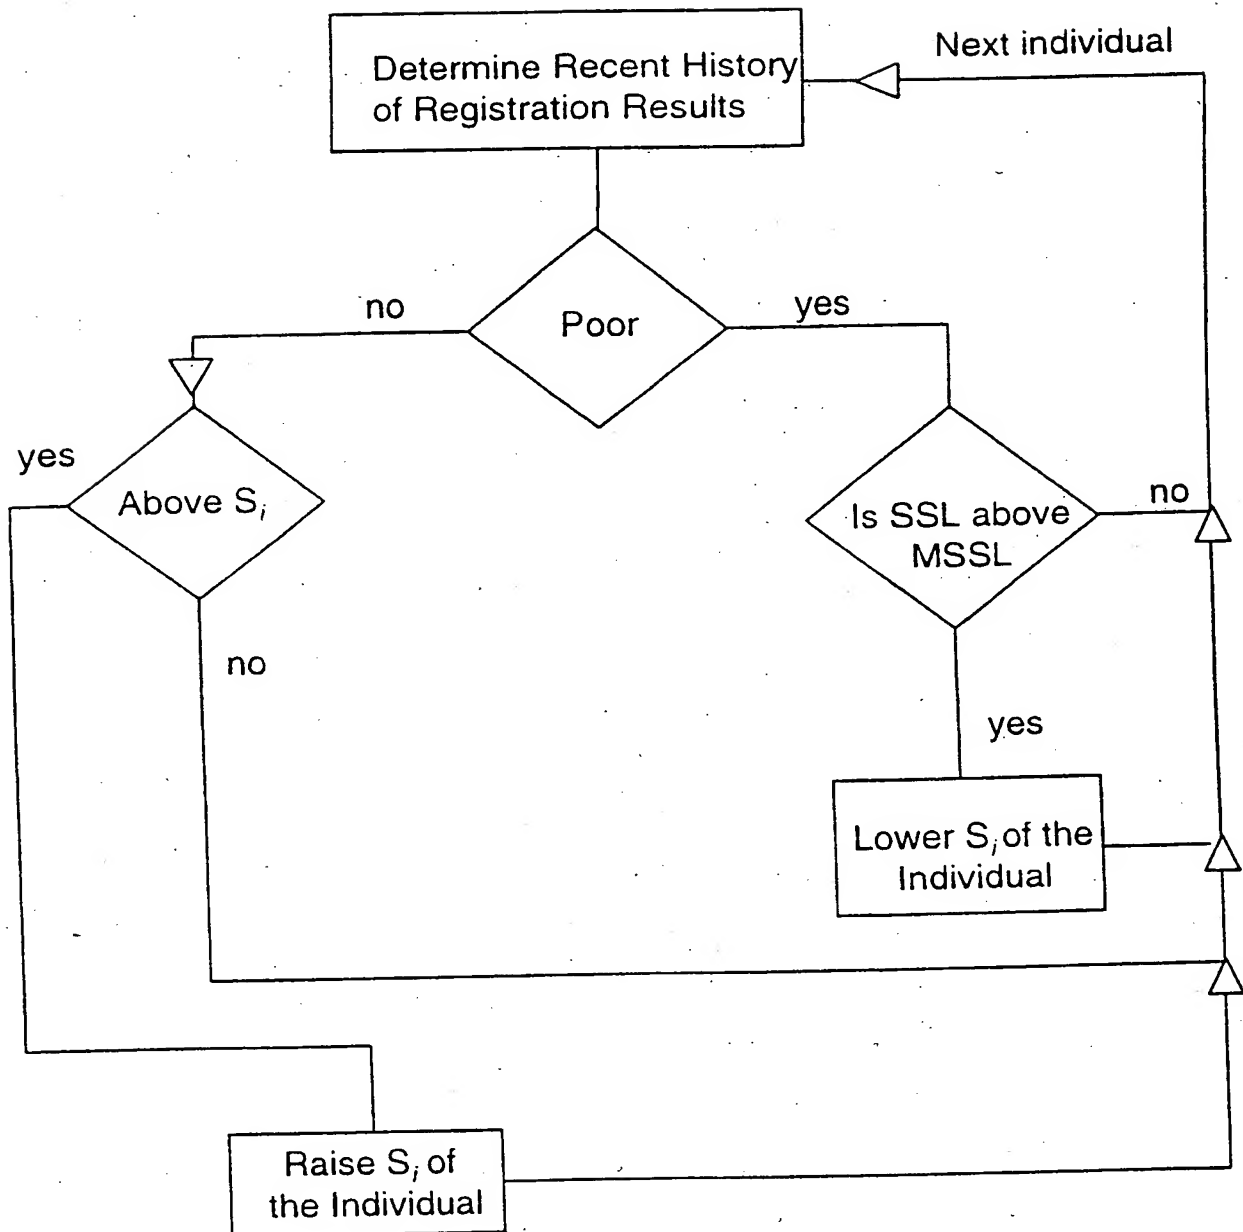 Next individual
Determine Recent History
of Registration Results
no
yes
Poor
yes
Above Sᵢ
Is SSL above
MSSL
no
no
yes
Lower Sᵢ of the
Individual
Raise Sᵢ of
the Individual